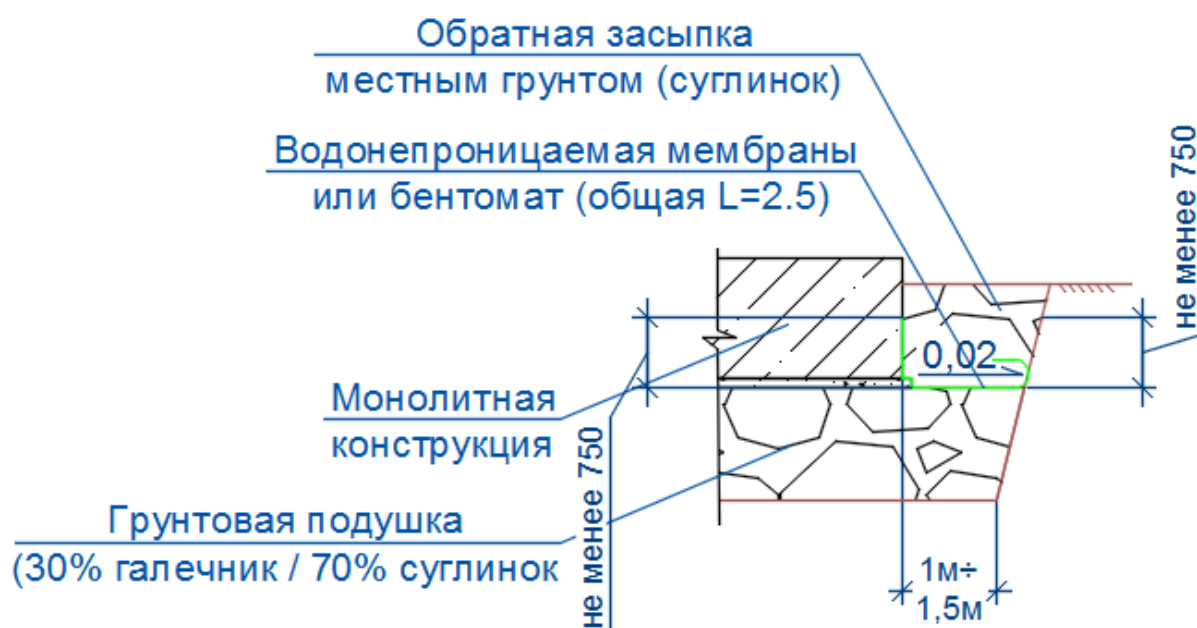 Обратная засыпка
местным грунтом (суглинок)
Водонепроницаемая мембраны
или бентомат (общая L=2.5)
не менее 750
0,02
Монолитная
конструкция
не менее 750
Грунтовая подушка
(30% галечник / 70% суглинок
1м÷
1,5м